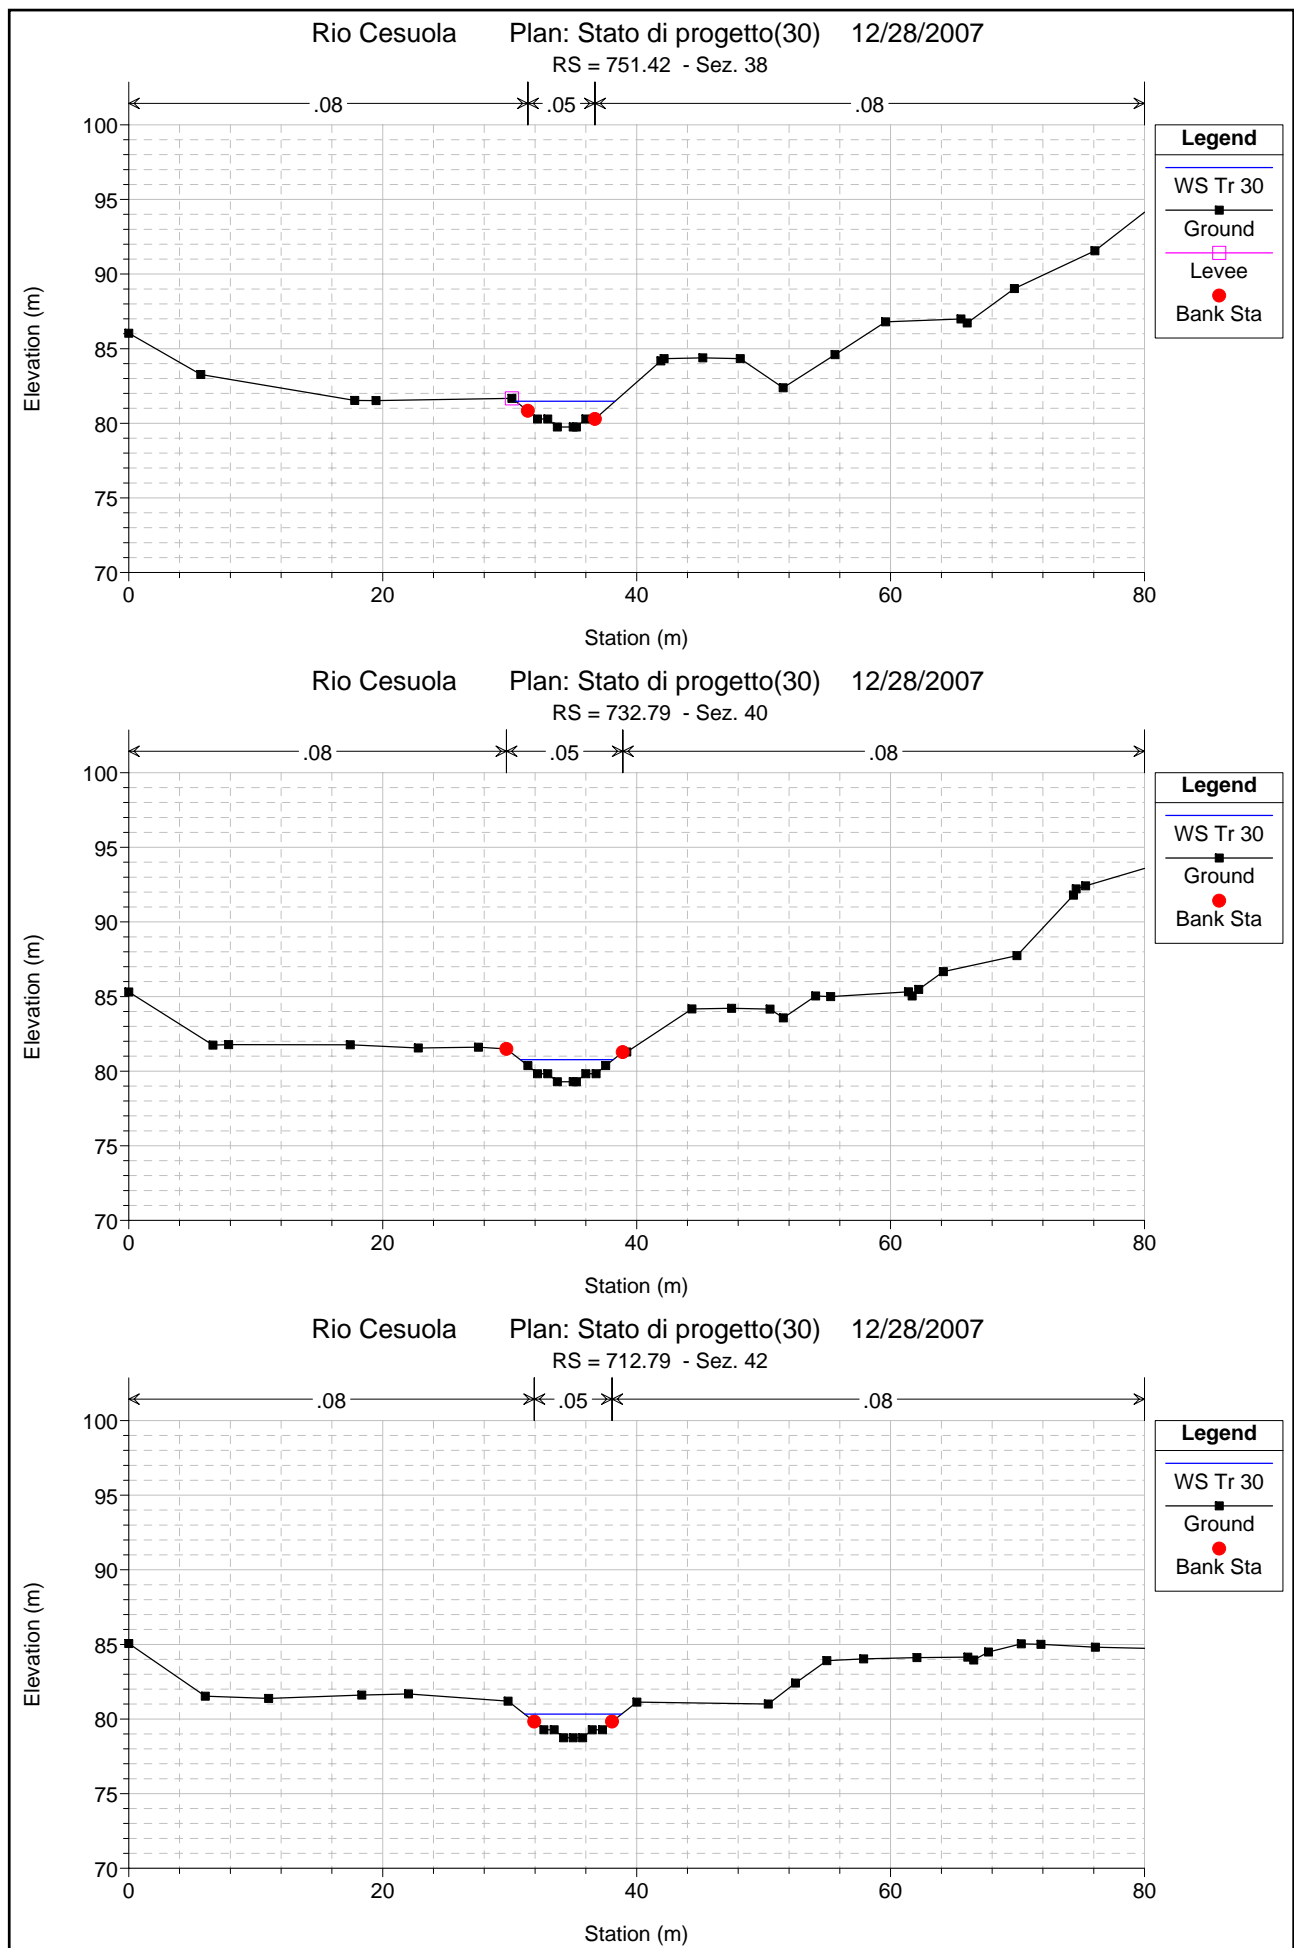 Rio Cesuola Plan: Stato di progetto(30) 12/28/2007
RS = 751.42 - Sez. 38
.08 .05 .08
100
95
90
85
80
75
70
0 20 40 60 80
Station (m)
Elevation (m)
Legend
WS Tr 30
Ground
Levee
Bank Sta
Rio Cesuola Plan: Stato di progetto(30) 12/28/2007
RS = 732.79 - Sez. 40
.08 .05 .08
100
95
90
85
80
75
70
0 20 40 60 80
Station (m)
Elevation (m)
Legend
WS Tr 30
Ground
Bank Sta
Rio Cesuola Plan: Stato di progetto(30) 12/28/2007
RS = 712.79 - Sez. 42
.08 .05 .08
100
95
90
85
80
75
70
0 20 40 60 80
Station (m)
Elevation (m)
Legend
WS Tr 30
Ground
Bank Sta